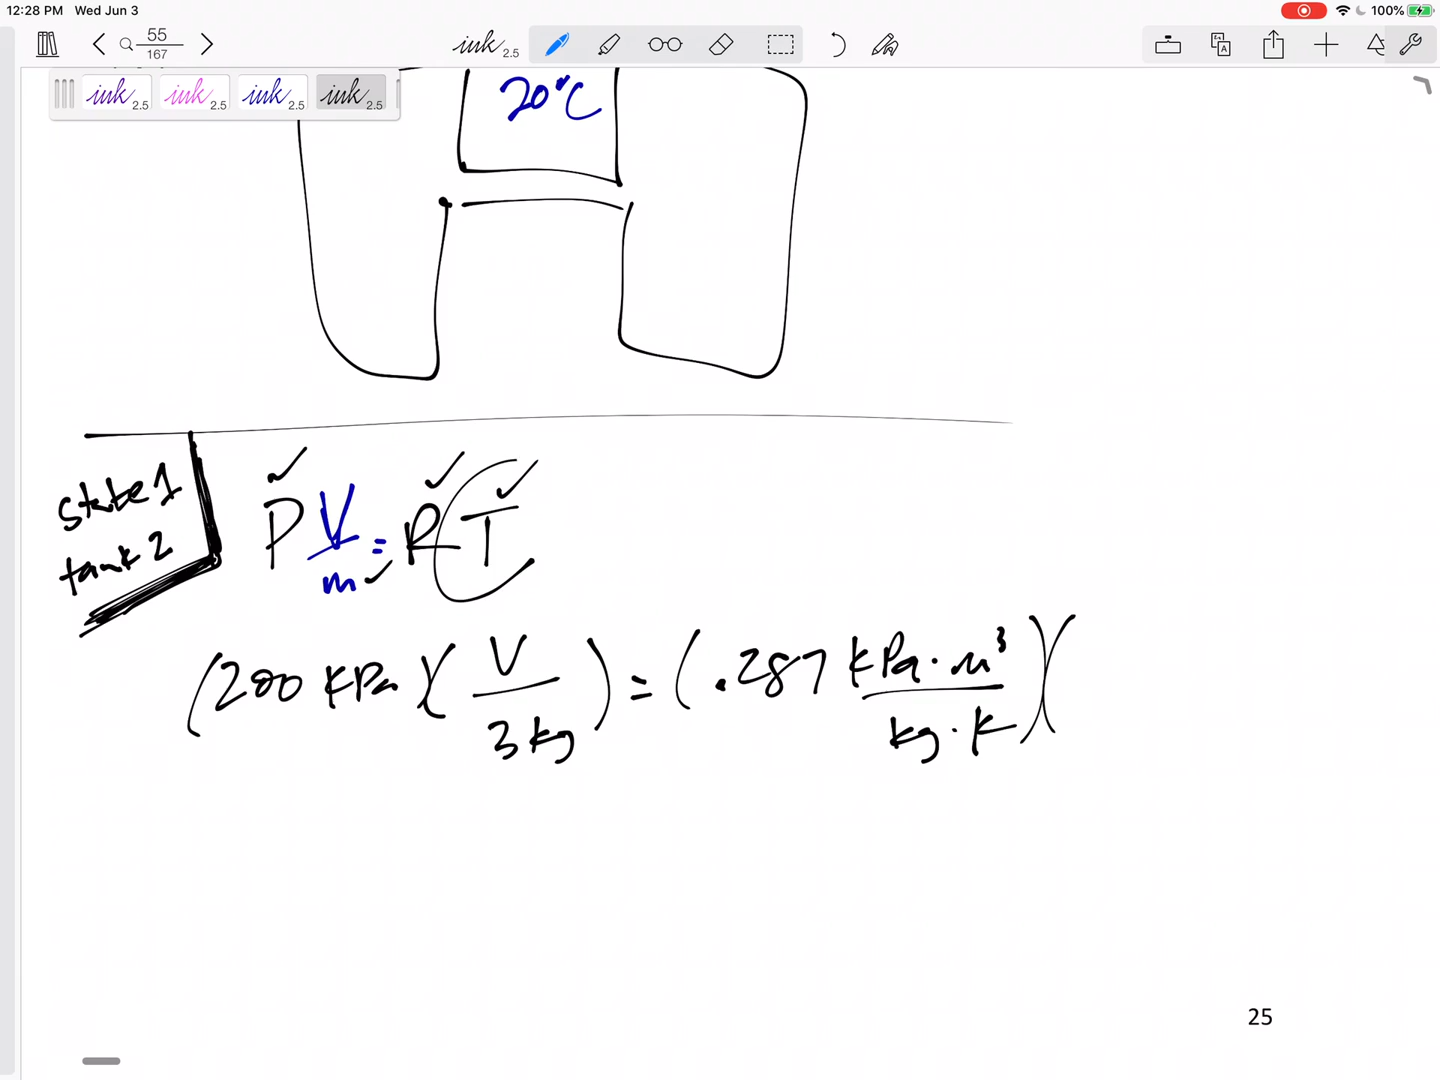 12:28 PM Wed Jun 3
100%
55
167
ink 2.5
ink 2.5
ink 2.5
ink 2.5
ink 2.5
20°C
state 1
tank 2
P V/m = R T
(200 kPa)(V/3 kg) = (.287 kPa·m³/kg·K)(
25